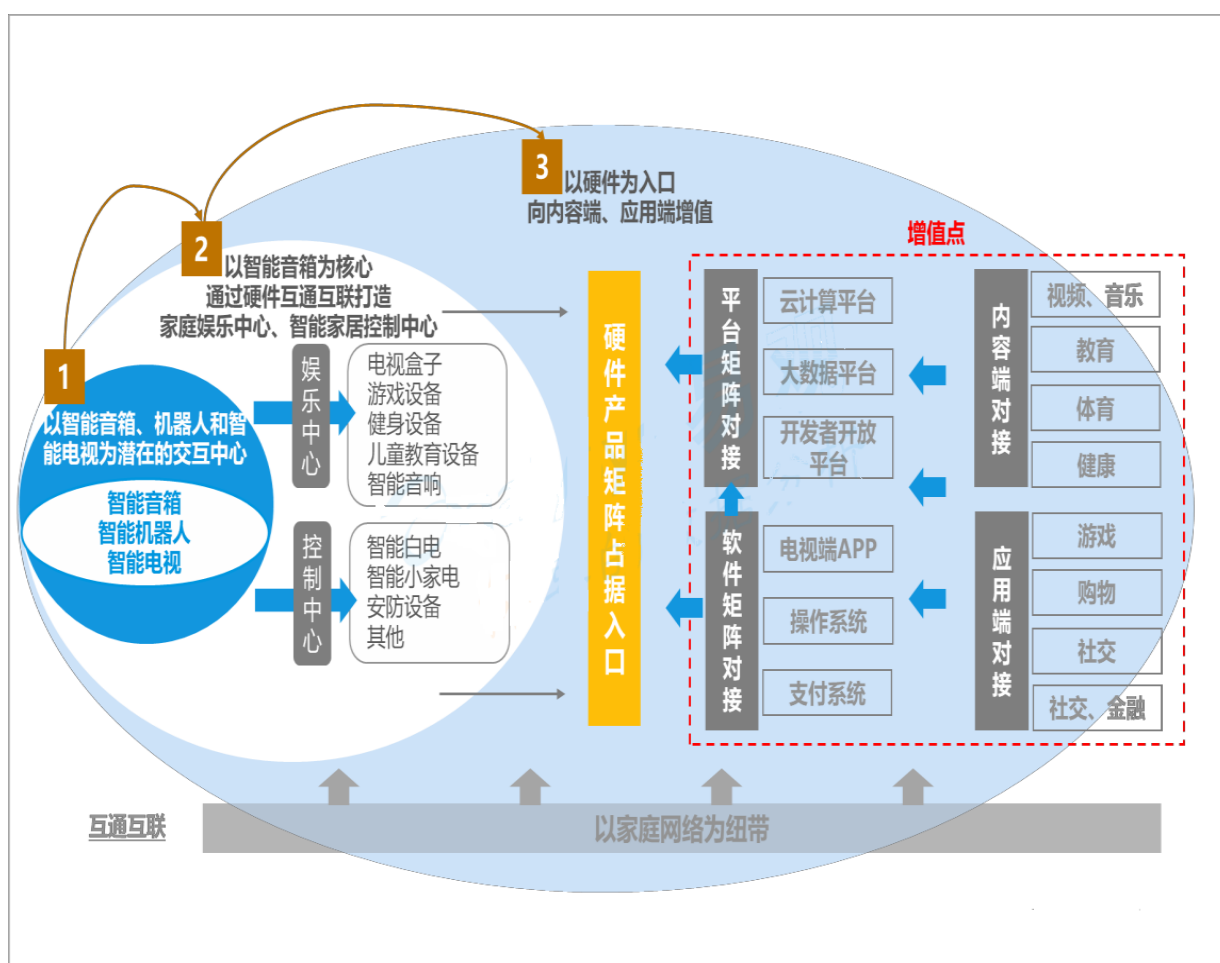 3
以硬件为入口
向内容端、应用端增值
2
以智能音箱为核心
通过硬件互通互联打造
家庭娱乐中心、智能家居控制中心
1
以智能音箱、机器人和智
能电视为潜在的交互中心
智能音箱
智能机器人
智能电视
娱乐中心
电视盒子
游戏设备
健身设备
儿童教育设备
智能音响
控制中心
智能白电
智能小家电
安防设备
其他
硬件产品矩阵占据入口
增值点
平台矩阵对接
云计算平台
大数据平台
开发者开放
平台
软件矩阵对接
电视端APP
操作系统
支付系统
内容端对接
视频、音乐
教育
体育
健康
应用端对接
游戏
购物
社交
社交、金融
互通互联
以家庭网络为纽带